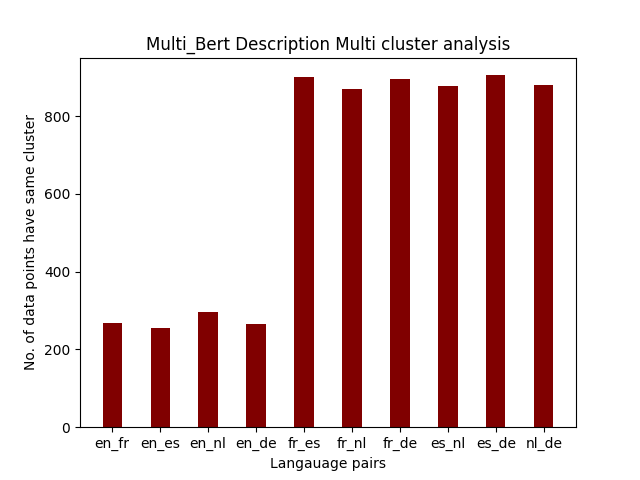 Multi_Bert Description Multi cluster analysis
No. of data points have same cluster
800
600
400
200
0
en_fr en_es en_nl en_de fr_es fr_nl fr_de es_nl es_de nl_de
Langauage pairs